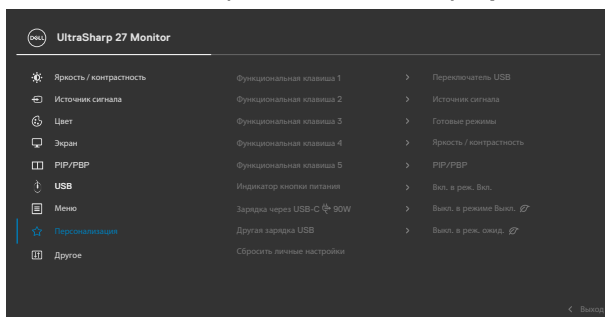 DELL UltraSharp 27 Monitor
Яркость / контрастность Функциональная клавиша 1 > Переключатель USB
Источник сигнала Функциональная клавиша 2 > Источник сигнала
Цвет Функциональная клавиша 3 > Готовые режимы
Экран Функциональная клавиша 4 > Яркость / контрастность
PIP/PBP Функциональная клавиша 5 > PIP/PBP
USB Индикатор кнопки питания > Вкл. в реж. Вкл.
Меню Зарядка через USB-C 90W > Выкл. в режиме Выкл.
Персонализация Другая зарядка USB > Выкл. в реж. ожид.
Другое Сбросить личные настройки
< Выход